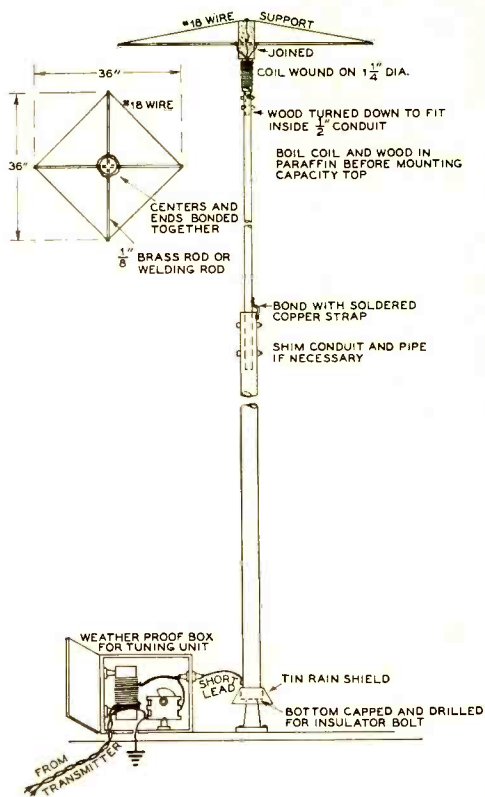 #18 WIRE
SUPPORT
JOINED
COIL WOUND ON 1 1/4" DIA.
36"
#18 WIRE
36"
WOOD TURNED DOWN TO FIT
INSIDE 1/2" CONDUIT
BOIL COIL AND WOOD IN
PARAFFIN BEFORE MOUNTING
CAPACITY TOP
CENTERS AND
ENDS BONDED
TOGETHER
1/8" BRASS ROD OR
WELDING ROD
BOND WITH SOLDERED
COPPER STRAP
SHIM CONDUIT AND PIPE
IF NECESSARY
WEATHER PROOF BOX
FOR TUNING UNIT
SHORT
LEAD
TIN RAIN SHIELD
BOTTOM CAPPED AND DRILLED
FOR INSULATOR BOLT
FROM
TRANSMITTER